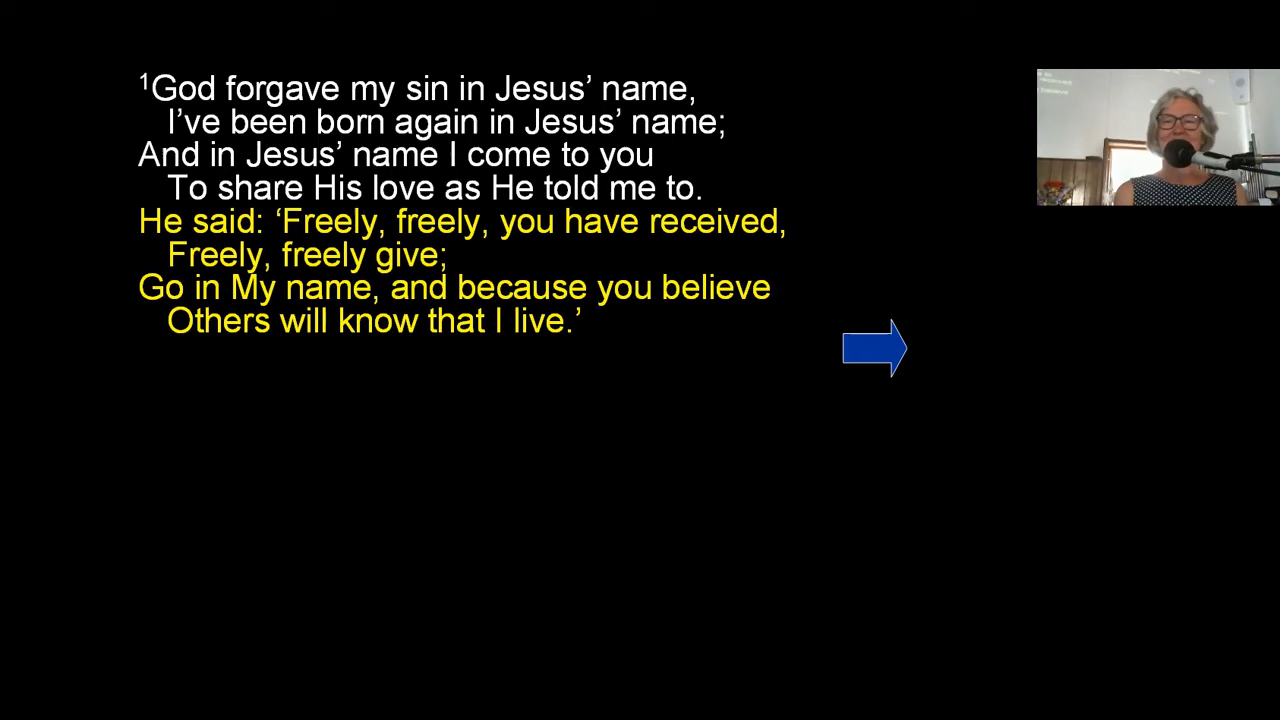 ¹God forgave my sin in Jesus’ name,
I’ve been born again in Jesus’ name;
And in Jesus’ name I come to you
To share His love as He told me to.
He said: ‘Freely, freely, you have received,
Freely, freely give;
Go in My name, and because you believe
Others will know that I live.’